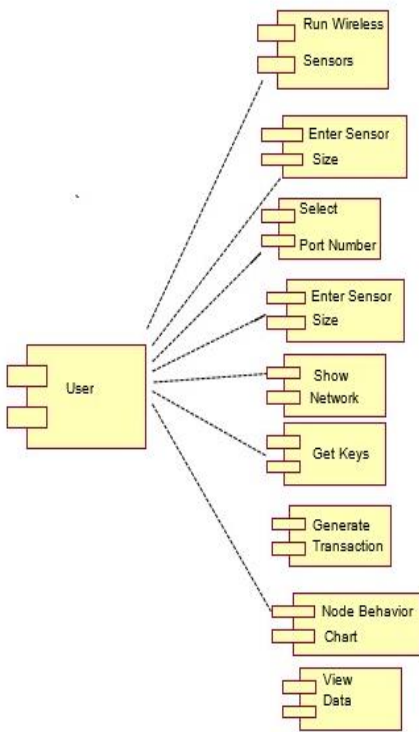 Run Wireless
Sensors
Enter Sensor
Size
Select
Port Number
Enter Sensor
Size
User
Show
Network
Get Keys
Generate
Transaction
Node Behavior
Chart
View
Data